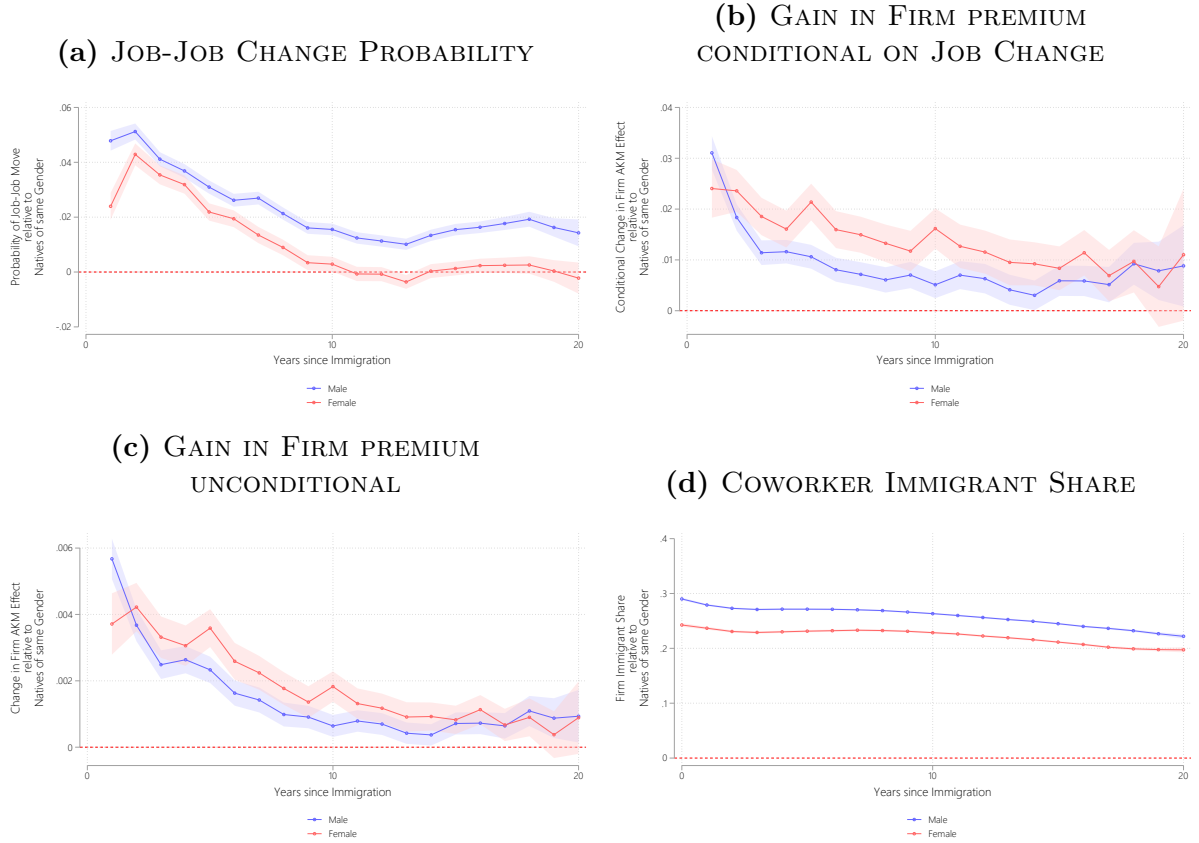 (a) Job-Job Change Probability
.06
.04
.02
0
-.02
Probability of Job-Job Move
relative to
Natives of same Gender
0
10
20
Years since Immigration
Male
Female
(b) Gain in Firm premium
conditional on Job Change
.04
.03
.02
.01
0
Conditional Change in Firm AKM Effect
relative to
Natives of same Gender
0
10
20
Years since Immigration
Male
Female
(c) Gain in Firm premium
unconditional
.006
.004
.002
0
Change in Firm AKM Effect
relative to
Natives of same Gender
0
10
20
Years since Immigration
Male
Female
(d) Coworker Immigrant Share
.4
.3
.2
.1
0
Firm Immigrant Share
relative to
Natives of same Gender
0
10
20
Years since Immigration
Male
Female